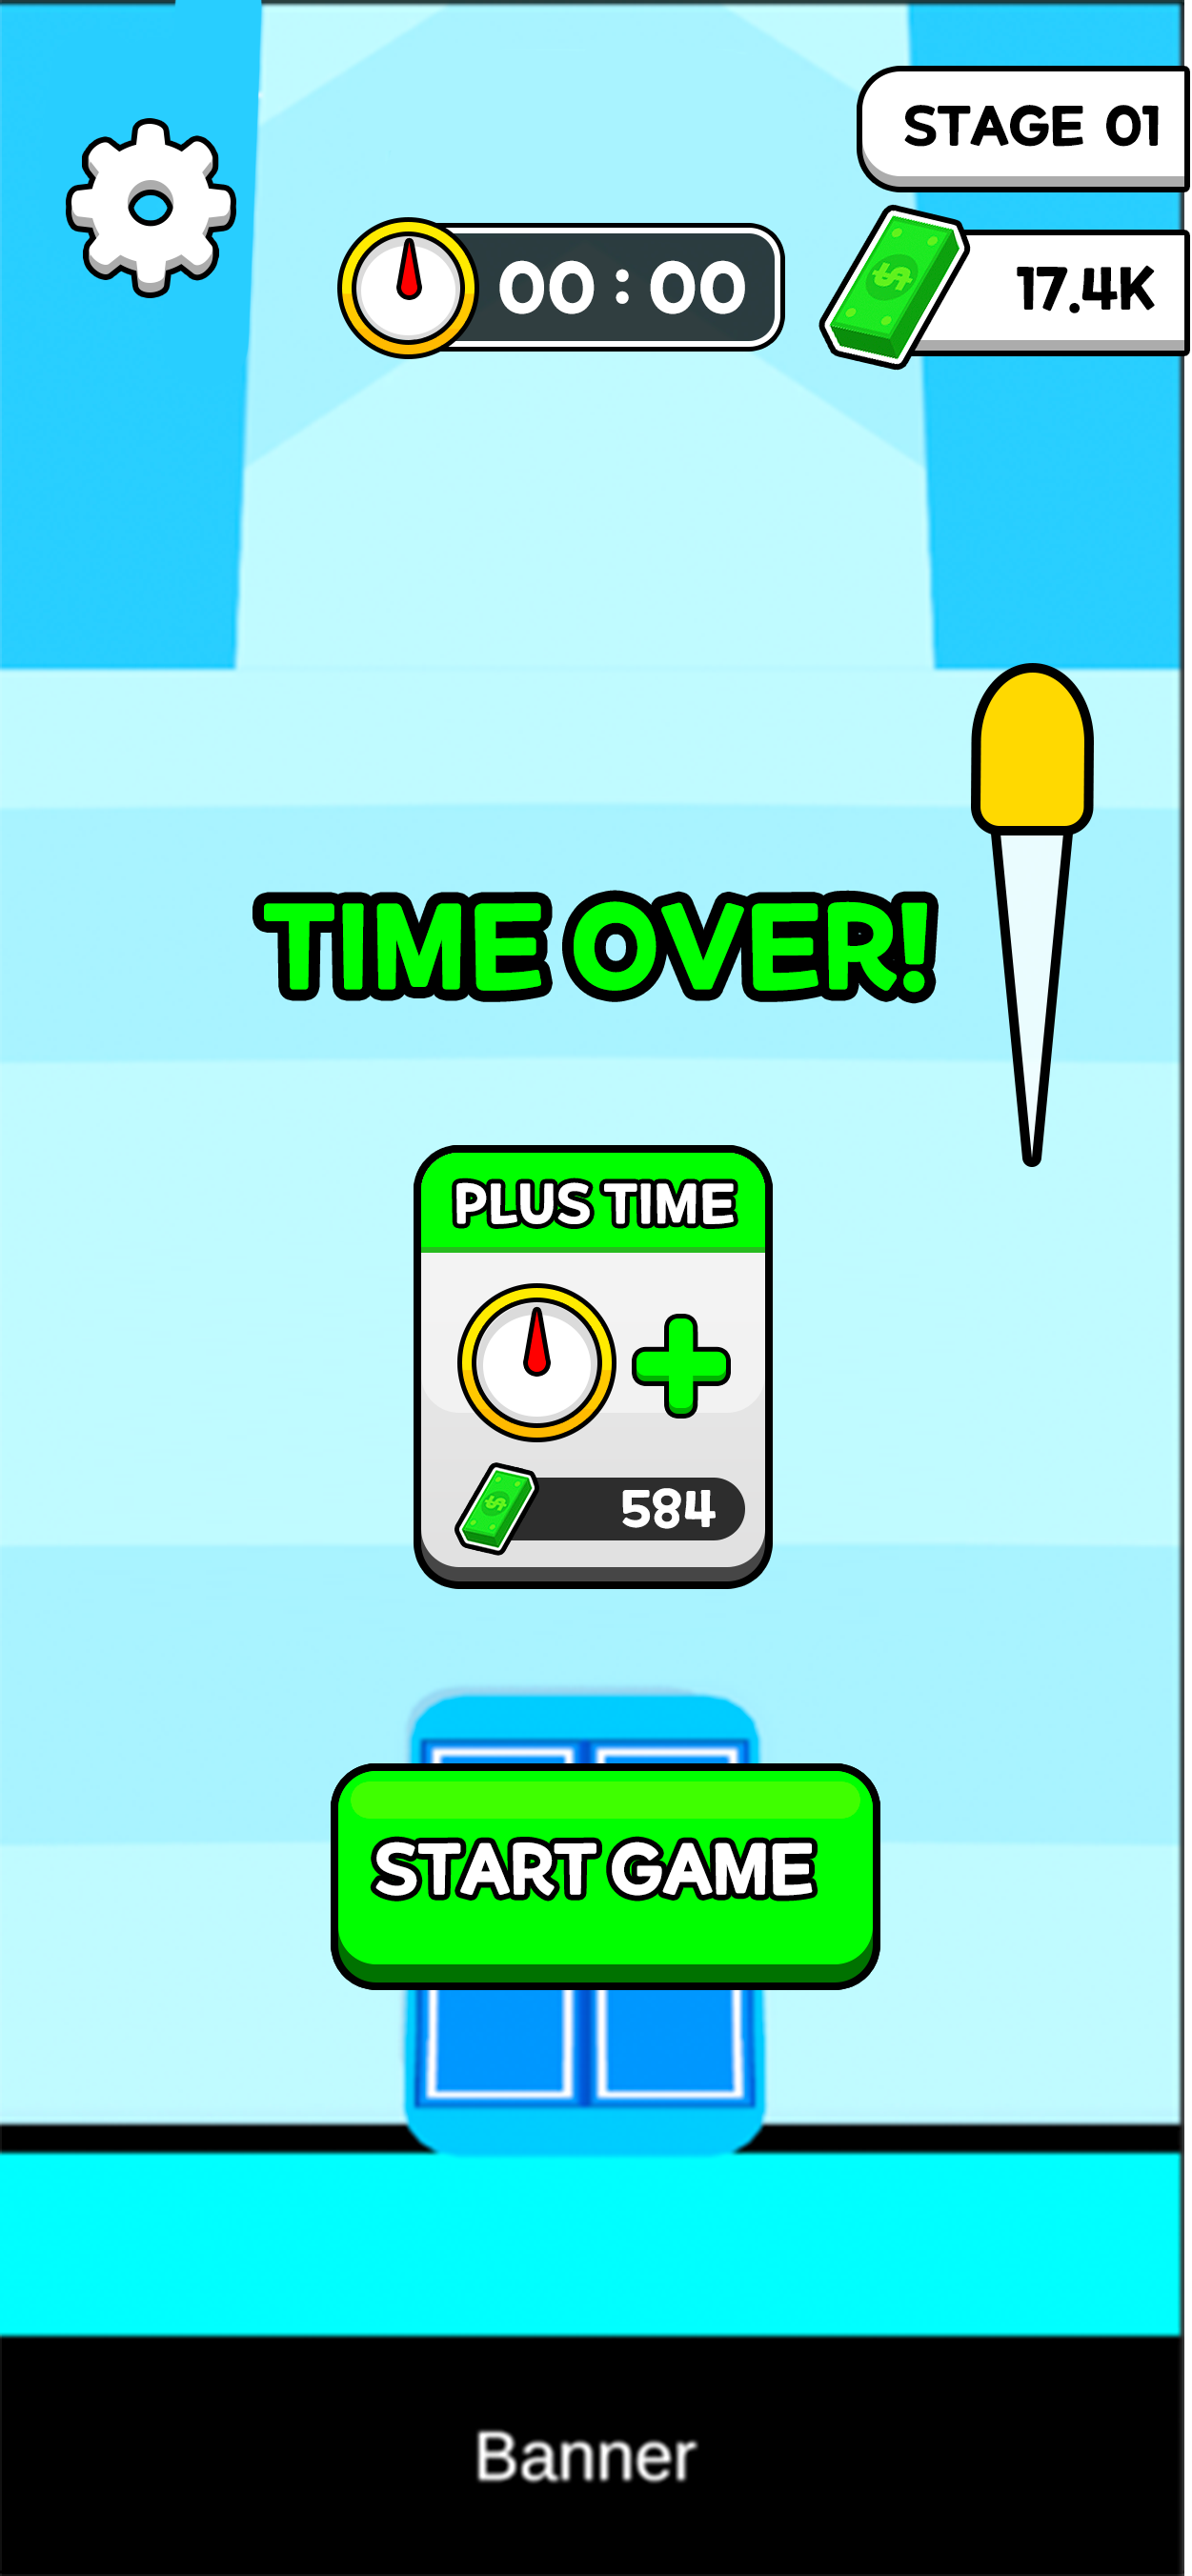 STAGE 01
00:00
17.4K
TIME OVER!
PLUS TIME
584
START GAME
Banner